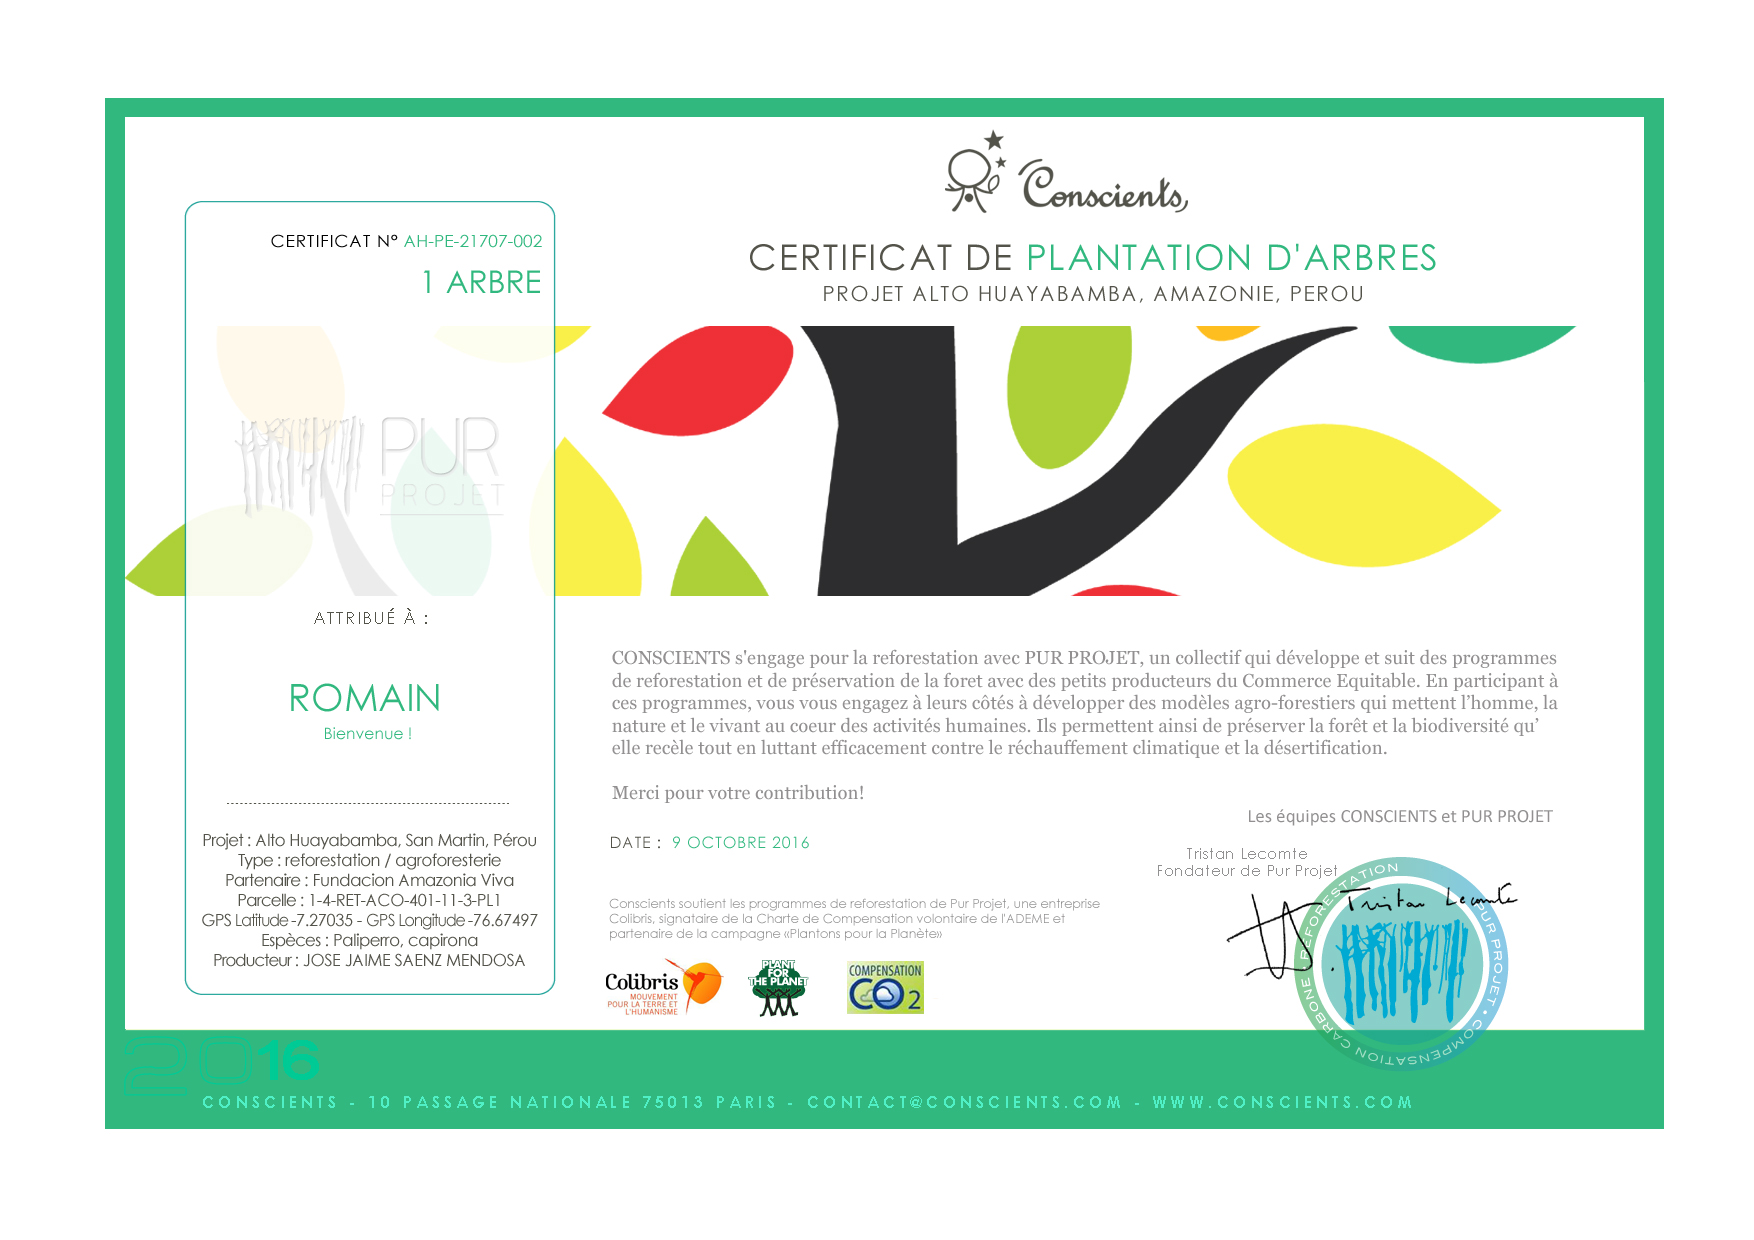 Conscients
CERTIFICAT N° AH-PE-21707-002
1 ARBRE
CERTIFICAT DE PLANTATION D'ARBRES
PROJET ALTO HUAYABAMBA, AMAZONIE, PEROU
PUR
PROJET
ATTRIBUÉ À :
ROMAIN
Bienvenue !
Projet : Alto Huayabamba, San Martin, Pérou
Type : reforestation / agroforesterie
Partenaire : Fundacion Amazonia Viva
Parcelle : 1-4-RET-ACO-401-11-3-PL1
GPS Latitude -7.27035 - GPS Longitude -76.67497
Espèces : Paliperro, capirona
Producteur : JOSE JAIME SAENZ MENDOSA
CONSCIENTS s'engage pour la reforestation avec PUR PROJET, un collectif qui développe et suit des programmes
de reforestation et de préservation de la foret avec des petits producteurs du Commerce Equitable. En participant à
ces programmes, vous vous engagez à leurs côtés à développer des modèles agro-forestiers qui mettent l’homme, la
nature et le vivant au coeur des activités humaines. Ils permettent ainsi de préserver la forêt et la biodiversité qu’
elle recèle tout en luttant efficacement contre le réchauffement climatique et la désertification.
Merci pour votre contribution!
Les équipes CONSCIENTS et PUR PROJET
DATE : 9 OCTOBRE 2016
Tristan Lecomte
Fondateur de Pur Projet
Tristan Lecomte
REFORESTATION PUR PROJET • COMPENSATION CARBONE
Conscients soutient les programmes de reforestation de Pur Projet, une entreprise
Colibris, signataire de la Charte de Compensation volontaire de l'ADEME et
partenaire de la campagne «Plantons pour la Planète»
Colibris
MOUVEMENT
POUR LA TERRE ET
L'HUMANISME
PLANT
FOR
THE PLANET
COMPENSATION
CO2
2016
CONSCIENTS - 10 PASSAGE NATIONALE 75013 PARIS - CONTACT@CONSCIENTS.COM - WWW.CONSCIENTS.COM